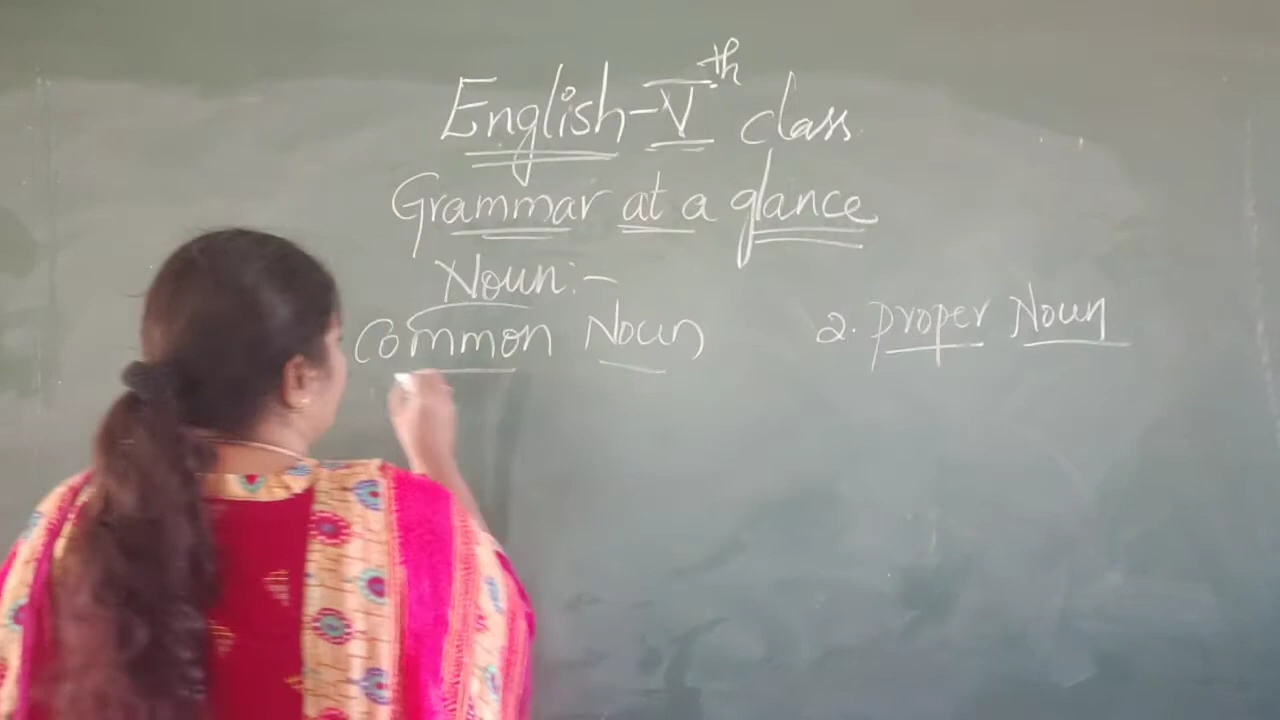 English-Vth class
Grammar at a glance
Noun:-
Common Noun 2. proper Noun